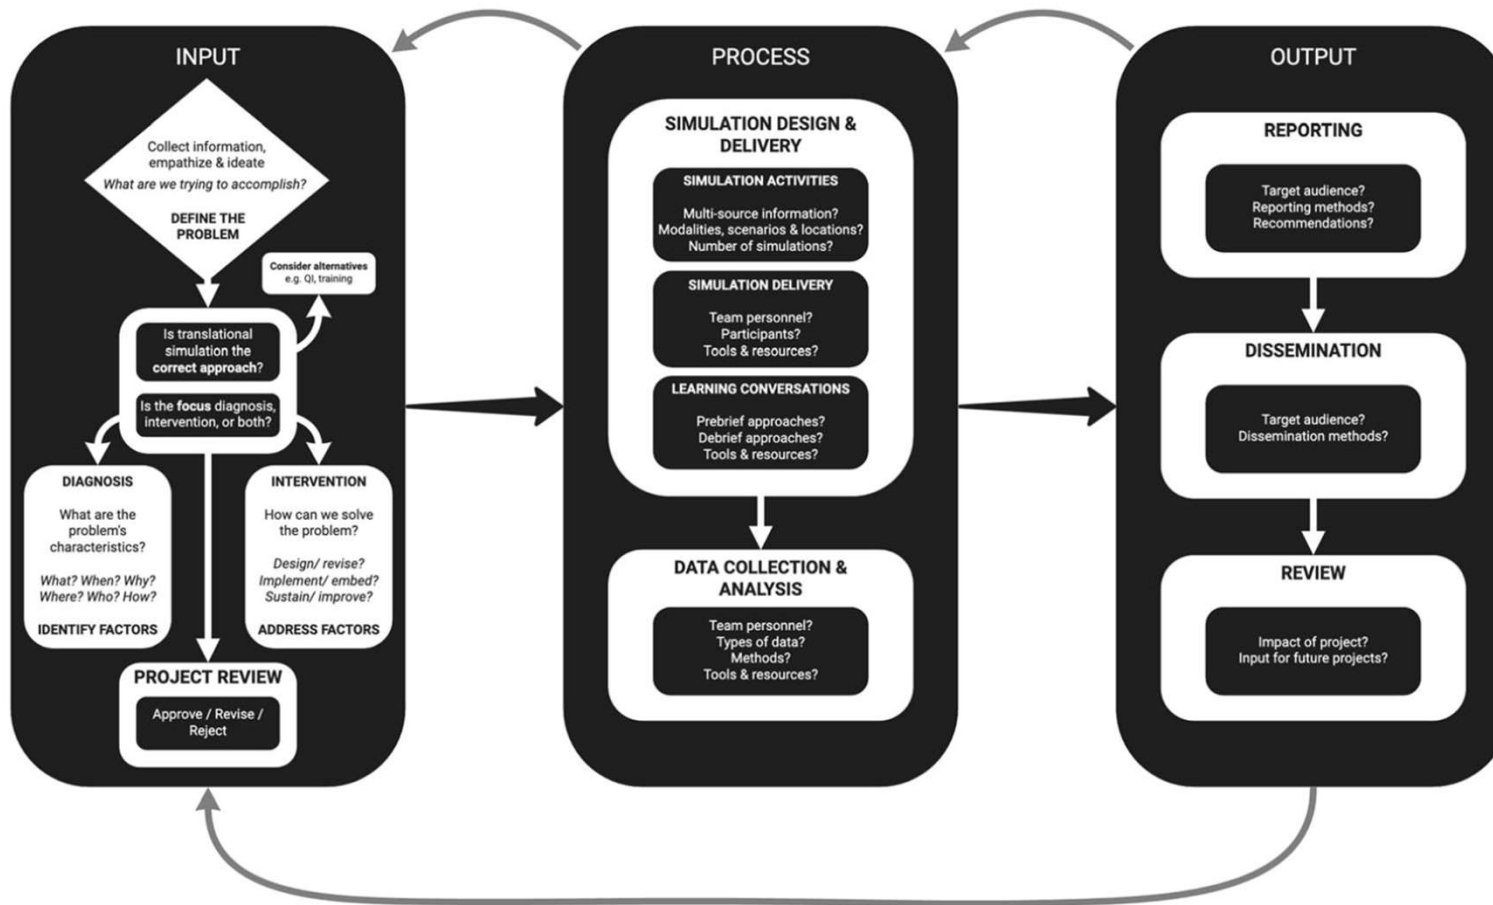 INPUT
Collect information,
empathize & ideate
What are we trying to accomplish?
DEFINE THE
PROBLEM
Consider alternatives
e.g. QI, training
Is translational
simulation the
correct approach?
Is the focus diagnosis,
intervention, or both?
DIAGNOSIS
What are the
problem's
characteristics?
What? When? Why?
Where? Who? How?
IDENTIFY FACTORS
INTERVENTION
How can we solve
the problem?
Design/ revise?
Implement/ embed?
Sustain/ improve?
ADDRESS FACTORS
PROJECT REVIEW
Approve / Revise /
Reject
PROCESS
SIMULATION DESIGN &
DELIVERY
SIMULATION ACTIVITIES
Multi-source information?
Modalities, scenarios & locations?
Number of simulations?
SIMULATION DELIVERY
Team personnel?
Participants?
Tools & resources?
LEARNING CONVERSATIONS
Prebrief approaches?
Debrief approaches?
Tools & resources?
DATA COLLECTION &
ANALYSIS
Team personnel?
Types of data?
Methods?
Tools & resources?
OUTPUT
REPORTING
Target audience?
Reporting methods?
Recommendations?
DISSEMINATION
Target audience?
Dissemination methods?
REVIEW
Impact of project?
Input for future projects?